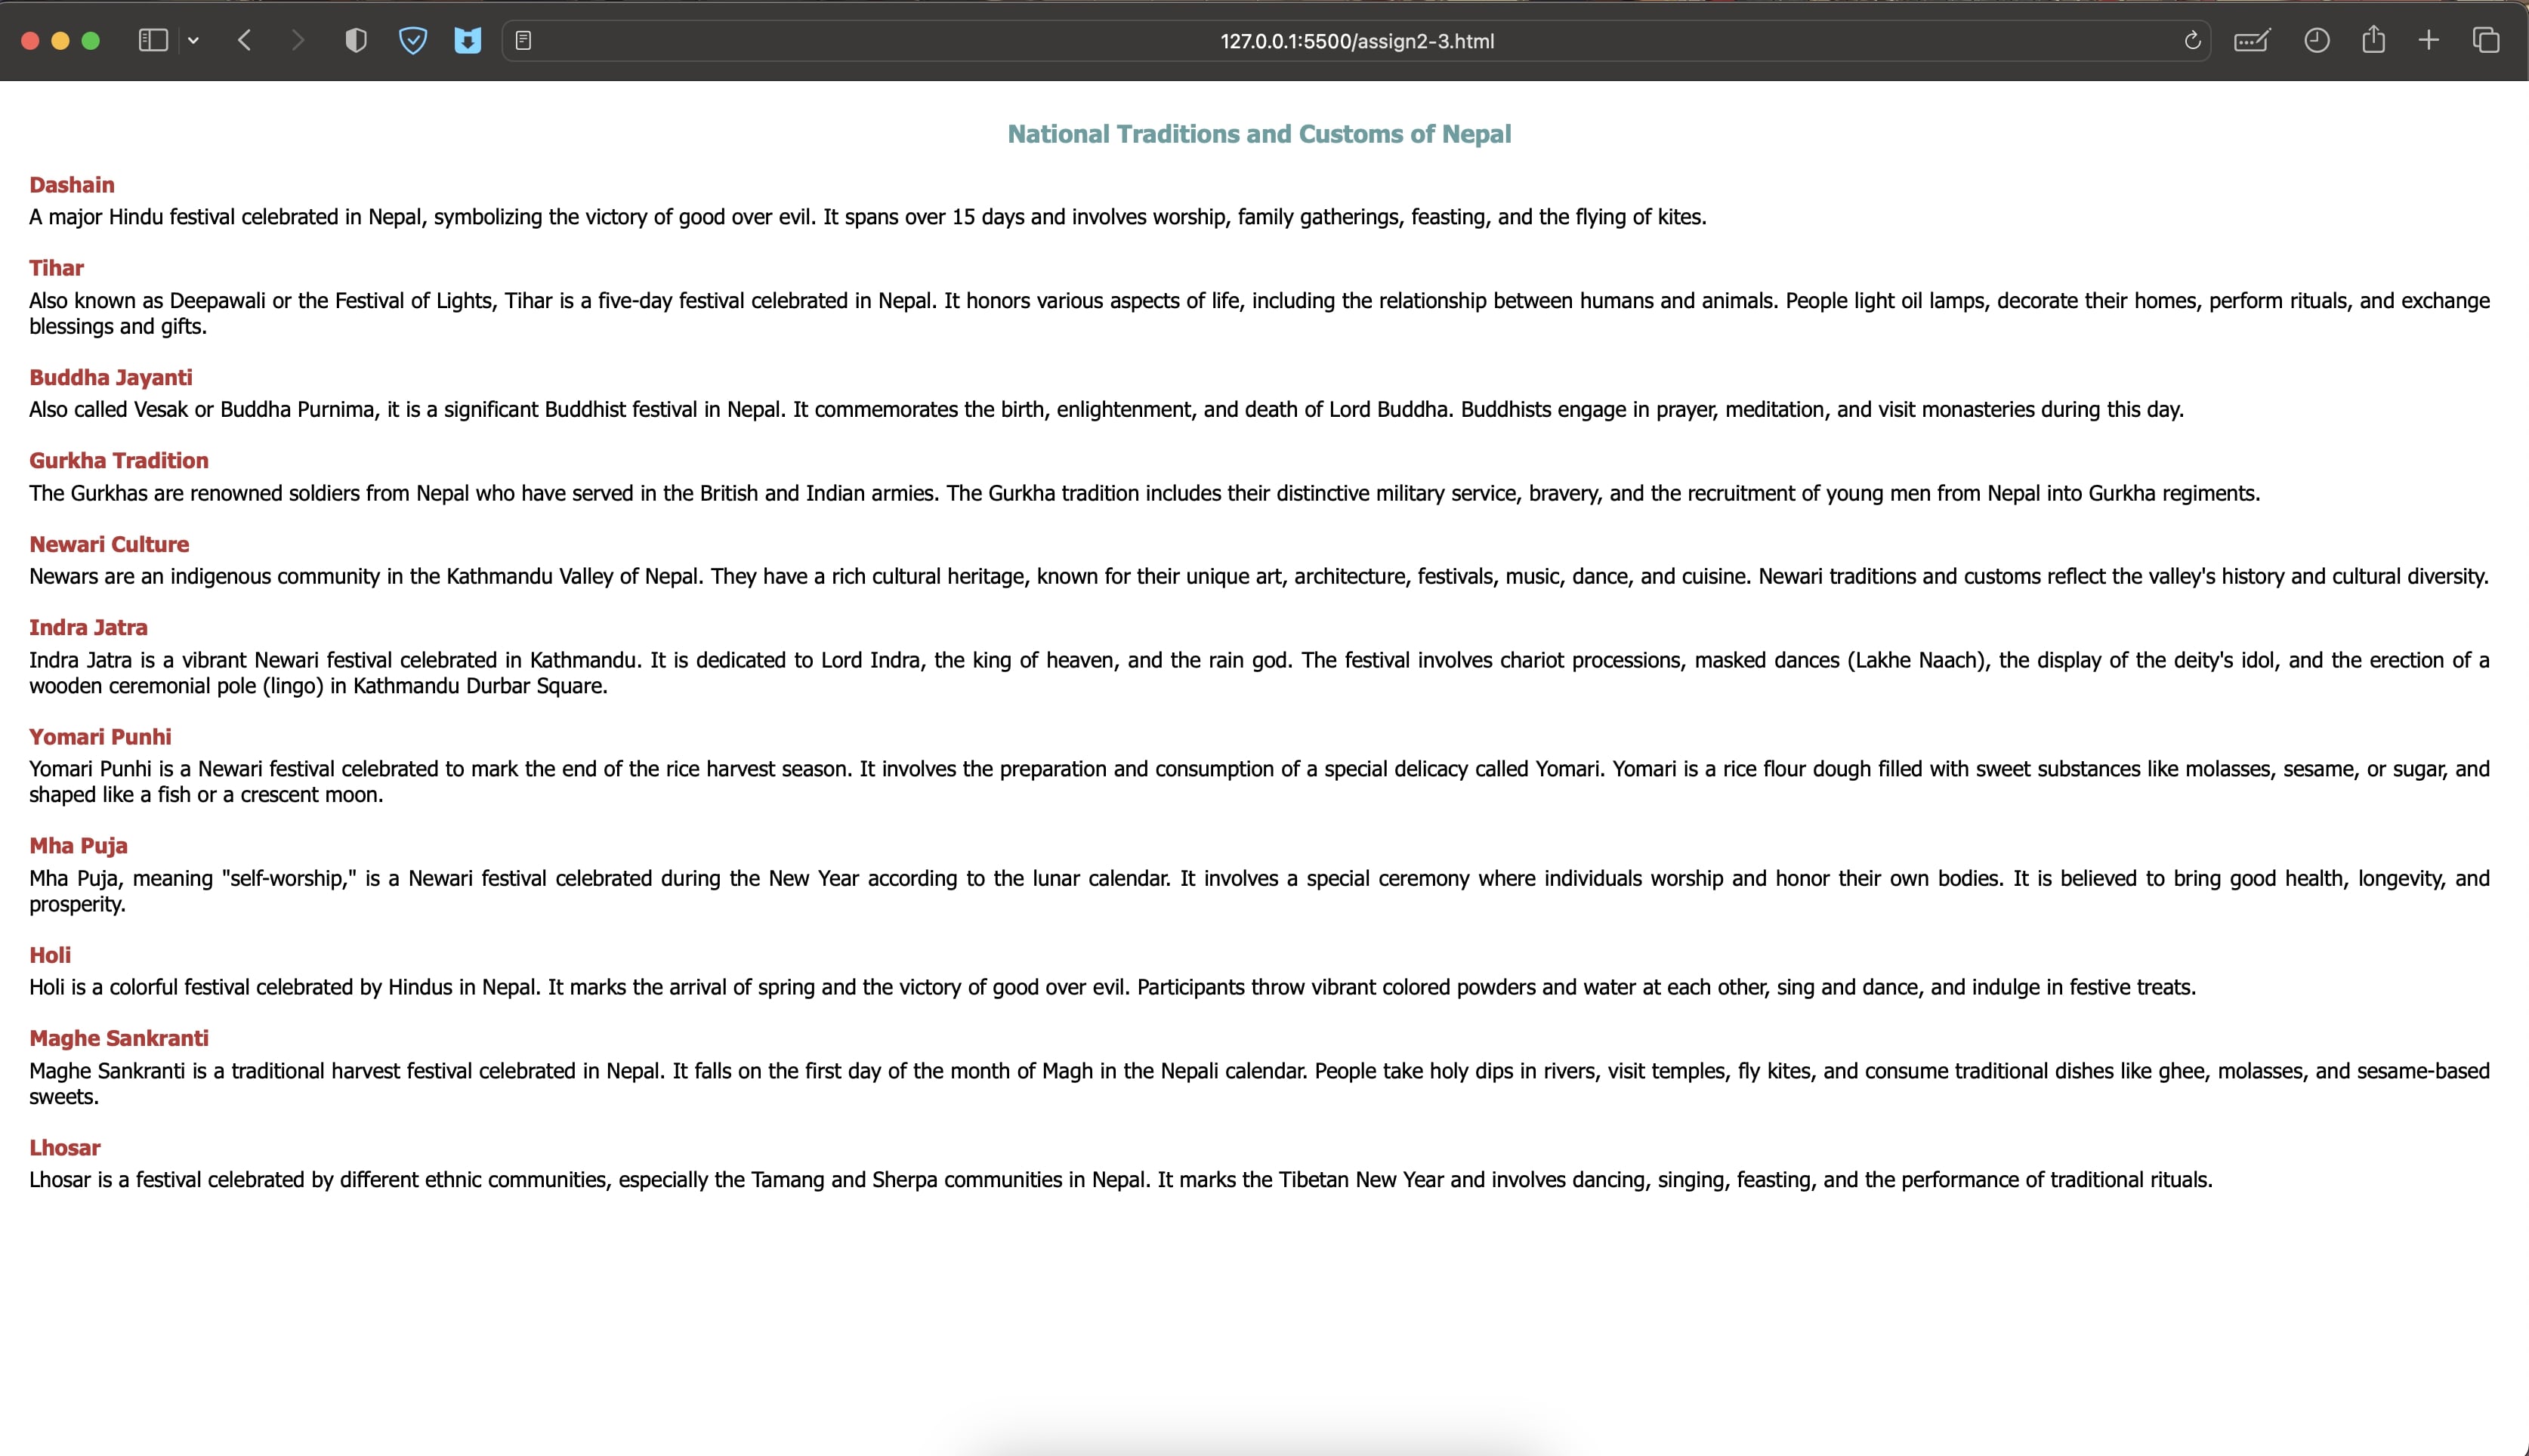 127.0.0.1:5500/assign2-3.html
National Traditions and Customs of Nepal
Dashain
A major Hindu festival celebrated in Nepal, symbolizing the victory of good over evil. It spans over 15 days and involves worship, family gatherings, feasting, and the flying of kites.
Tihar
Also known as Deepawali or the Festival of Lights, Tihar is a five-day festival celebrated in Nepal. It honors various aspects of life, including the relationship between humans and animals. People light oil lamps, decorate their homes, perform rituals, and exchange
blessings and gifts.
Buddha Jayanti
Also called Vesak or Buddha Purnima, it is a significant Buddhist festival in Nepal. It commemorates the birth, enlightenment, and death of Lord Buddha. Buddhists engage in prayer, meditation, and visit monasteries during this day.
Gurkha Tradition
The Gurkhas are renowned soldiers from Nepal who have served in the British and Indian armies. The Gurkha tradition includes their distinctive military service, bravery, and the recruitment of young men from Nepal into Gurkha regiments.
Newari Culture
Newars are an indigenous community in the Kathmandu Valley of Nepal. They have a rich cultural heritage, known for their unique art, architecture, festivals, music, dance, and cuisine. Newari traditions and customs reflect the valley's history and cultural diversity.
Indra Jatra
Indra Jatra is a vibrant Newari festival celebrated in Kathmandu. It is dedicated to Lord Indra, the king of heaven, and the rain god. The festival involves chariot processions, masked dances (Lakhe Naach), the display of the deity's idol, and the erection of a
wooden ceremonial pole (lingo) in Kathmandu Durbar Square.
Yomari Punhi
Yomari Punhi is a Newari festival celebrated to mark the end of the rice harvest season. It involves the preparation and consumption of a special delicacy called Yomari. Yomari is a rice flour dough filled with sweet substances like molasses, sesame, or sugar, and
shaped like a fish or a crescent moon.
Mha Puja
Mha Puja, meaning "self-worship," is a Newari festival celebrated during the New Year according to the lunar calendar. It involves a special ceremony where individuals worship and honor their own bodies. It is believed to bring good health, longevity, and
prosperity.
Holi
Holi is a colorful festival celebrated by Hindus in Nepal. It marks the arrival of spring and the victory of good over evil. Participants throw vibrant colored powders and water at each other, sing and dance, and indulge in festive treats.
Maghe Sankranti
Maghe Sankranti is a traditional harvest festival celebrated in Nepal. It falls on the first day of the month of Magh in the Nepali calendar. People take holy dips in rivers, visit temples, fly kites, and consume traditional dishes like ghee, molasses, and sesame-based
sweets.
Lhosar
Lhosar is a festival celebrated by different ethnic communities, especially the Tamang and Sherpa communities in Nepal. It marks the Tibetan New Year and involves dancing, singing, feasting, and the performance of traditional rituals.